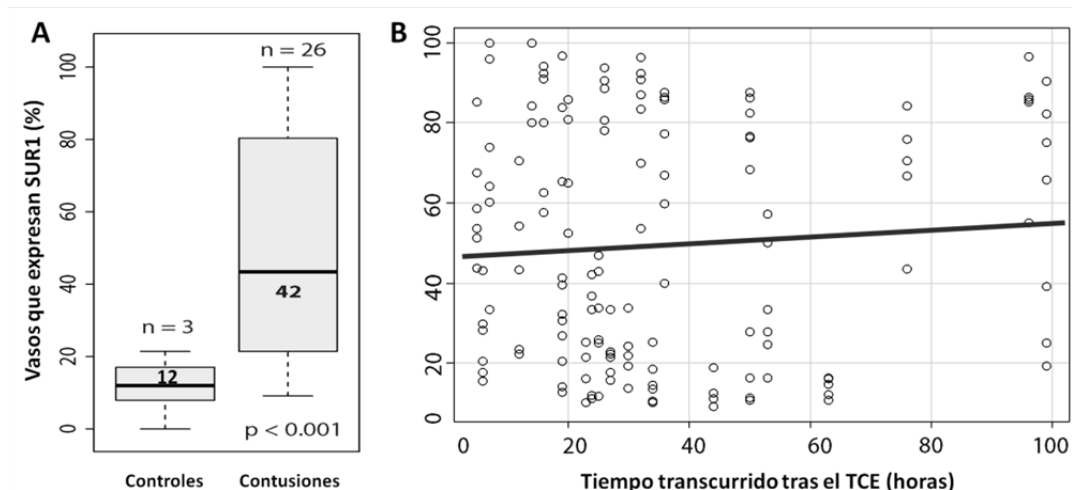 A
Vasos que expresan SUR1 (%)
100
80
60
40
20
0
n = 26
42
n = 3
12
p < 0.001
Controles
Contusiones
B
100
80
60
40
20
0
0
20
40
60
80
100
Tiempo transcurrido tras el TCE (horas)